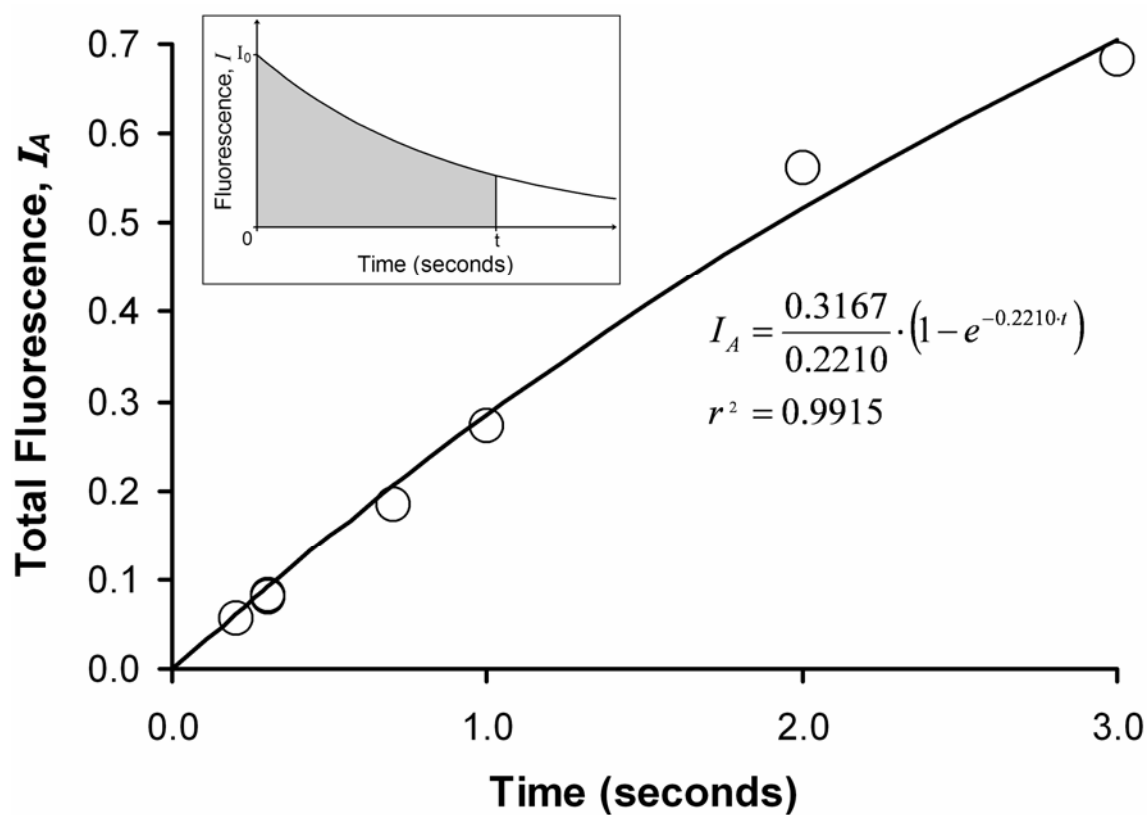 Total Fluorescence, I_A
0.7
0.6
0.5
0.4
0.3
0.2
0.1
0.0
Fluorescence, I
I₀
0
t
Time (seconds)
I_A = 0.3167/0.2210 · (1 − e^(−0.2210·t))
r² = 0.9915
0.0 1.0 2.0 3.0
Time (seconds)